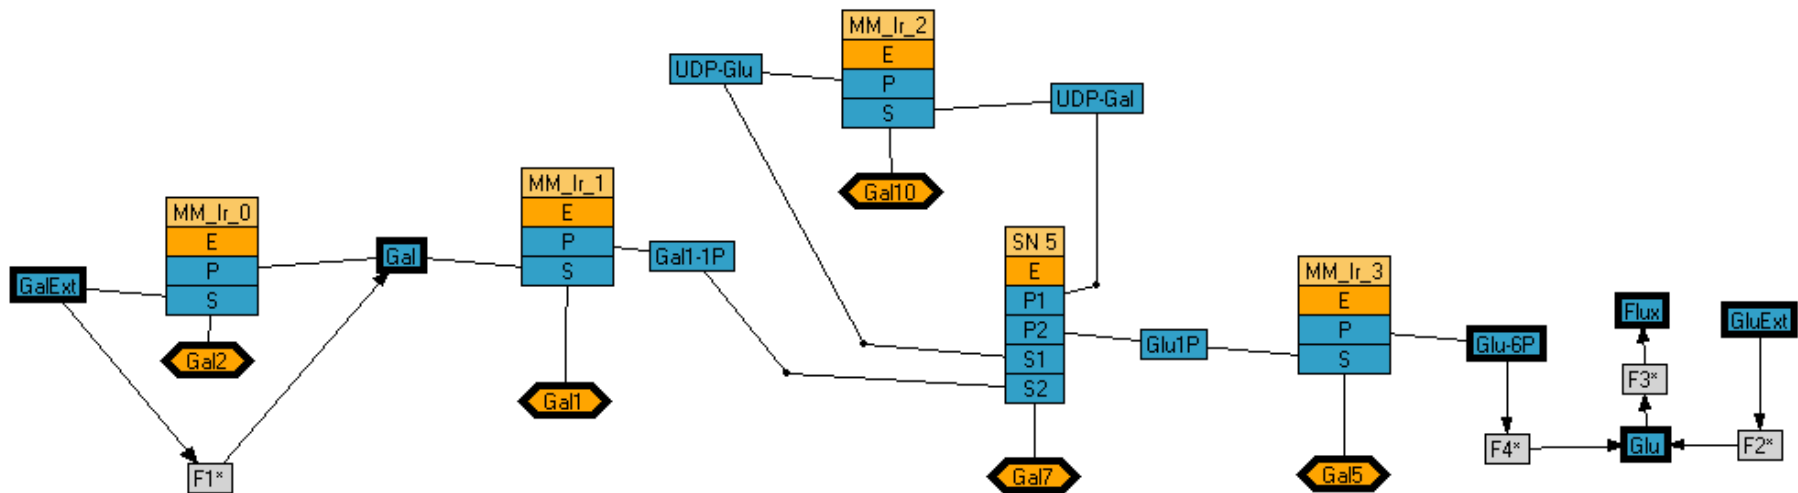 MM_Ir_2
E
P
S
UDP-Glu
UDP-Gal
Gal10
MM_Ir_1
E
P
S
MM_Ir_0
E
P
S
GalExt
Gal
Gal1-1P
Gal2
Gal1
F1*
SN 5
E
P1
P2
S1
S2
Gal7
Glu1P
MM_Ir_3
E
P
S
Gal5
Glu-6P
Flux
GluExt
F3*
F4*
Glu
F2*